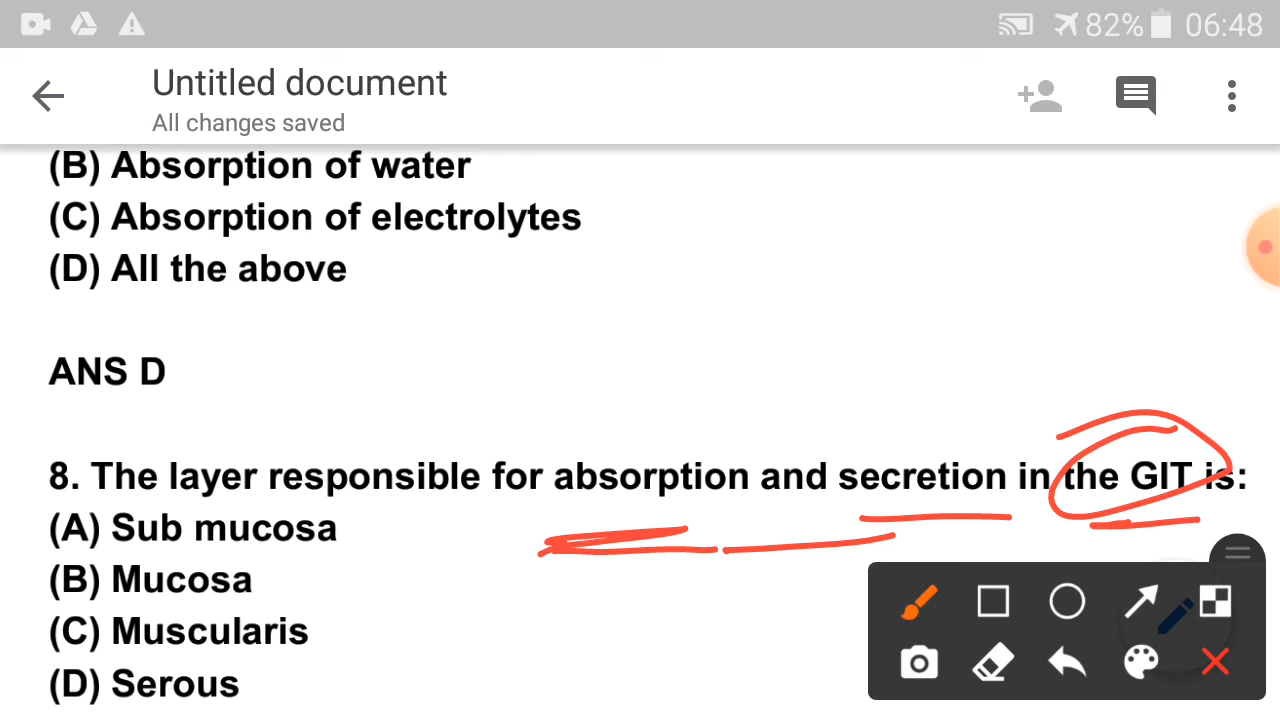 82% 06:48
Untitled document
All changes saved
(B) Absorption of water
(C) Absorption of electrolytes
(D) All the above
ANS D
8. The layer responsible for absorption and secretion in the GIT is:
(A) Sub mucosa
(B) Mucosa
(C) Muscularis
(D) Serous